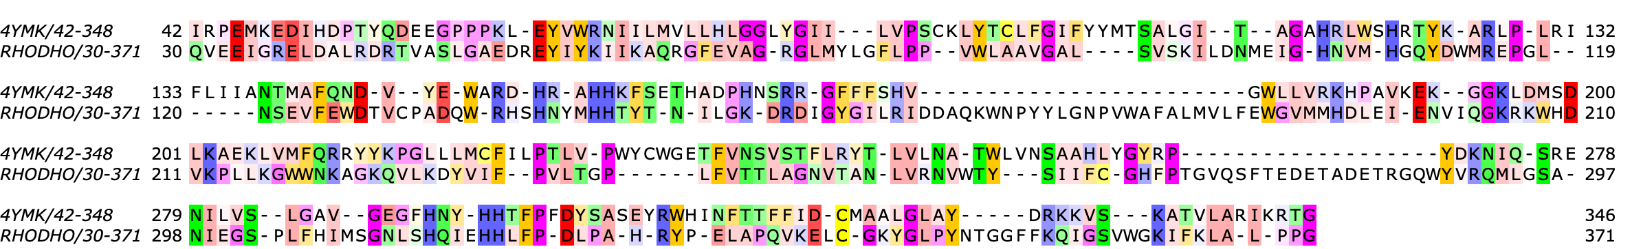 4YMK/42-348 42 IRPEMKEDIHDPTYQDEEGPPPKL-EYVWRNIILMVLLHLGGLYGII---LVPSCKLYTCLFGIFYYMTSALGI--T--AGAHRLWSHRTYK-ARLP-LRI 132
RHODHO/30-371 30 QVEEIGRELDALRDRTVASLGAEDREYIYKIIKAQRGFEVAG-RGLMYLGFLPP--VWLAAVGAL----SVSKILDNMEIG-HNVM-HGQYDWMREPGL-- 119
4YMK/42-348 133 FLIIANTMAFQND-V--YE-WARD-HR-AHHKFSETHADPHNSRR-GFFFSHV------------------------GWLLVRKHPAVKEK--GGKLDMSD 200
RHODHO/30-371 120 -----NSEVFEWDTVCPADQW-RHSHNYMHHTYT-N-ILGK-DRDIGYGILRIDDAQKWNPYYLGNPVWAFALMVLFEWGVMMHDLEI-ENVIQGKRKWHD 210
4YMK/42-348 201 LKAEKLVMFQRRYYKPGLLLMCFILPTLV-PWYCWGETFVNSVSTFLRYT-LVLNA-TWLVNSAAHLYGYRP-------------------YDKNIQ-SRE 278
RHODHO/30-371 211 VKPLLKGWWNKAGKQVLKDYVIF--PVLTGP------LFVTTLAGNVTAN-LVRNVWTY---SIIFC-GHFPTGVQSFTEDETADETRGQWYVRQMLGSA- 297
4YMK/42-348 279 NILVS--LGAV--GEGFHNY-HHTFPFDYSASEYRWHINFTTFFID-CMAALGLAY-----DRKKVS---KATVLARIKRTG 346
RHODHO/30-371 298 NIEGS-PLFHIMSGNLSHQIEHHLFP-DLPA-H-RYP-ELAPQVKELC-GKYGLPYNTGGFFKQIGSVWGKIFKLA-L-PPG 371